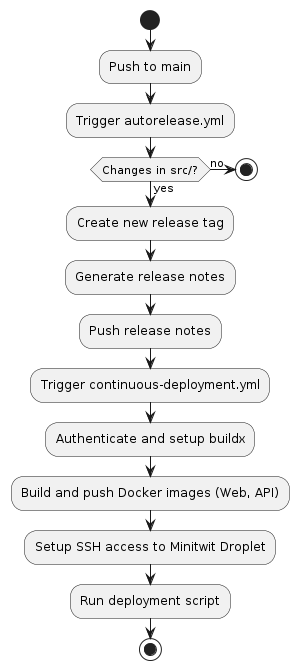 Push to main
Trigger autorelease.yml
Changes in src/?
no
yes
Create new release tag
Generate release notes
Push release notes
Trigger continuous-deployment.yml
Authenticate and setup buildx
Build and push Docker images (Web, API)
Setup SSH access to Minitwit Droplet
Run deployment script